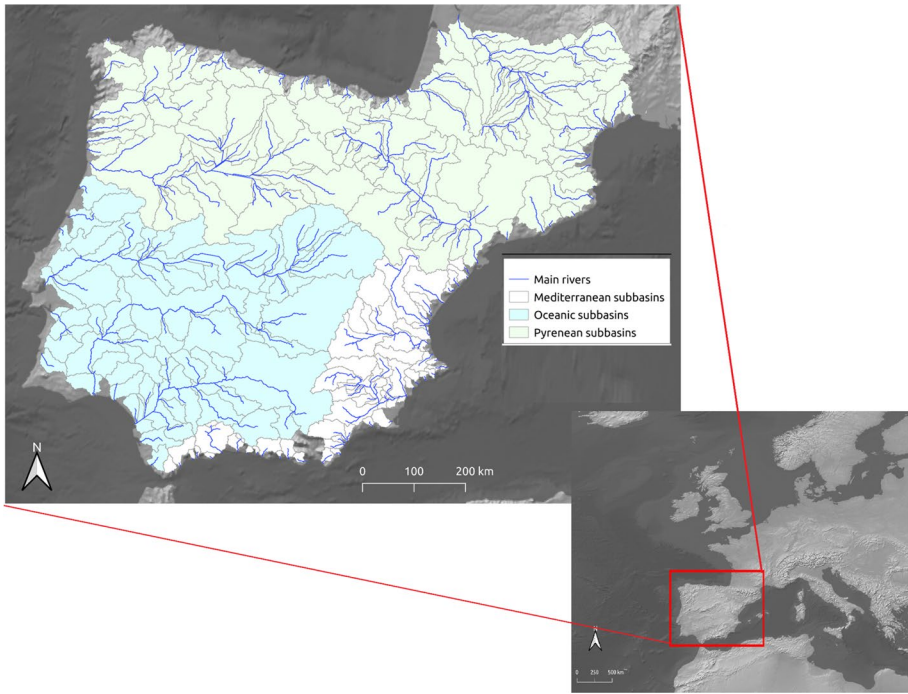 Main rivers
Mediterranean subbasins
Oceanic subbasins
Pyrenean subbasins
N
0 100 200 km
N
0 250 500 km